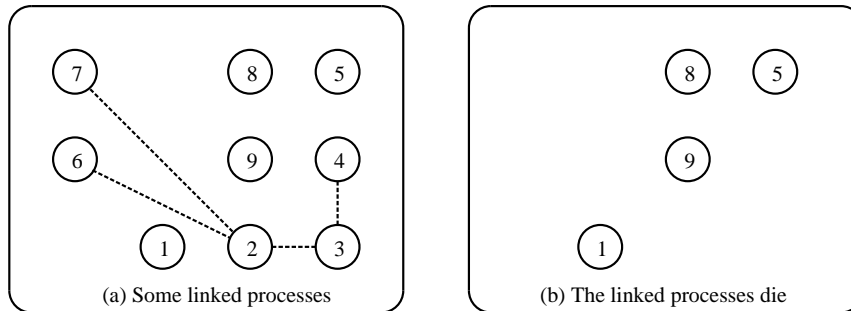 7 8 5
6 9 4
1 2 3
(a) Some linked processes
8 5
9
1
(b) The linked processes die